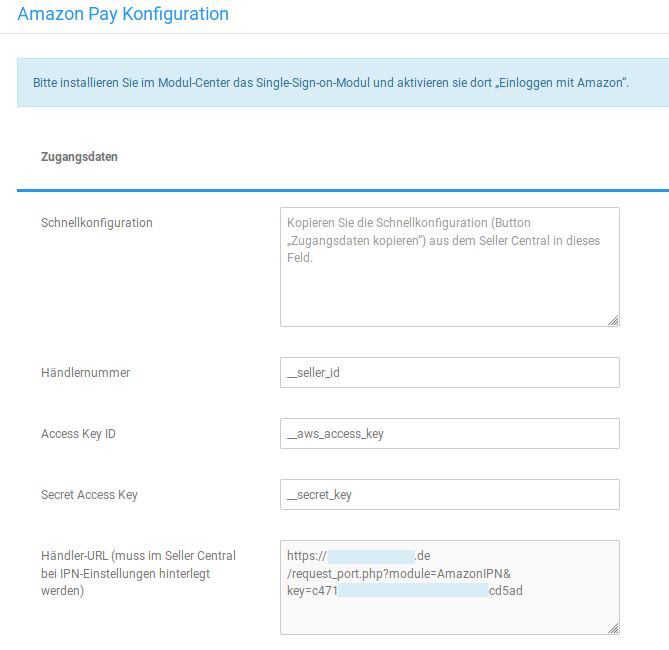 Amazon Pay Konfiguration
Bitte installieren Sie im Modul-Center das Single-Sign-on-Modul und aktivieren sie dort „Einloggen mit Amazon“.
Zugangsdaten
Schnellkonfiguration
Kopieren Sie die Schnellkonfiguration (Button
„Zugangsdaten kopieren“) aus dem Seller Central in dieses
Feld.
Händlernummer
__seller_id
Access Key ID
__aws_access_key
Secret Access Key
__secret_key
Händler-URL (muss im Seller Central
bei IPN-Einstellungen hinterlegt
werden)
https:// .de
/request_port.php?module=AmazonIPN&
key=c471 cd5ad